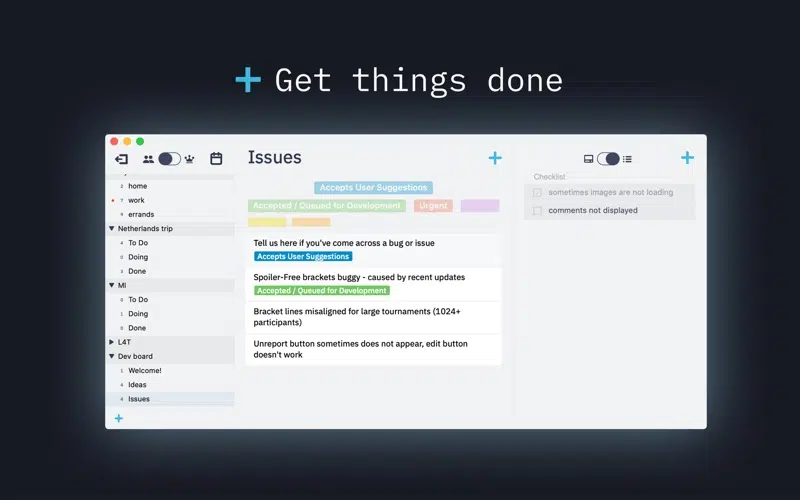 Get things done
Issues
home
7 work
9 errands
Netherlands trip
4 To Do
2 Doing
3 Done
MI
0 To Do
1 Doing
0 Done
L4T
Dev board
1 Welcome!
4 Ideas
4 Issues
Accepts User Suggestions
Accepted / Queued for Development
Urgent
Tell us here if you've come across a bug or issue
Accepts User Suggestions
Spoiler-Free brackets buggy - caused by recent updates
Accepted / Queued for Development
Bracket lines misaligned for large tournaments (1024+
participants)
Unreport button sometimes does not appear, edit button
doesn't work
Checklist
sometimes images are not loading
comments not displayed